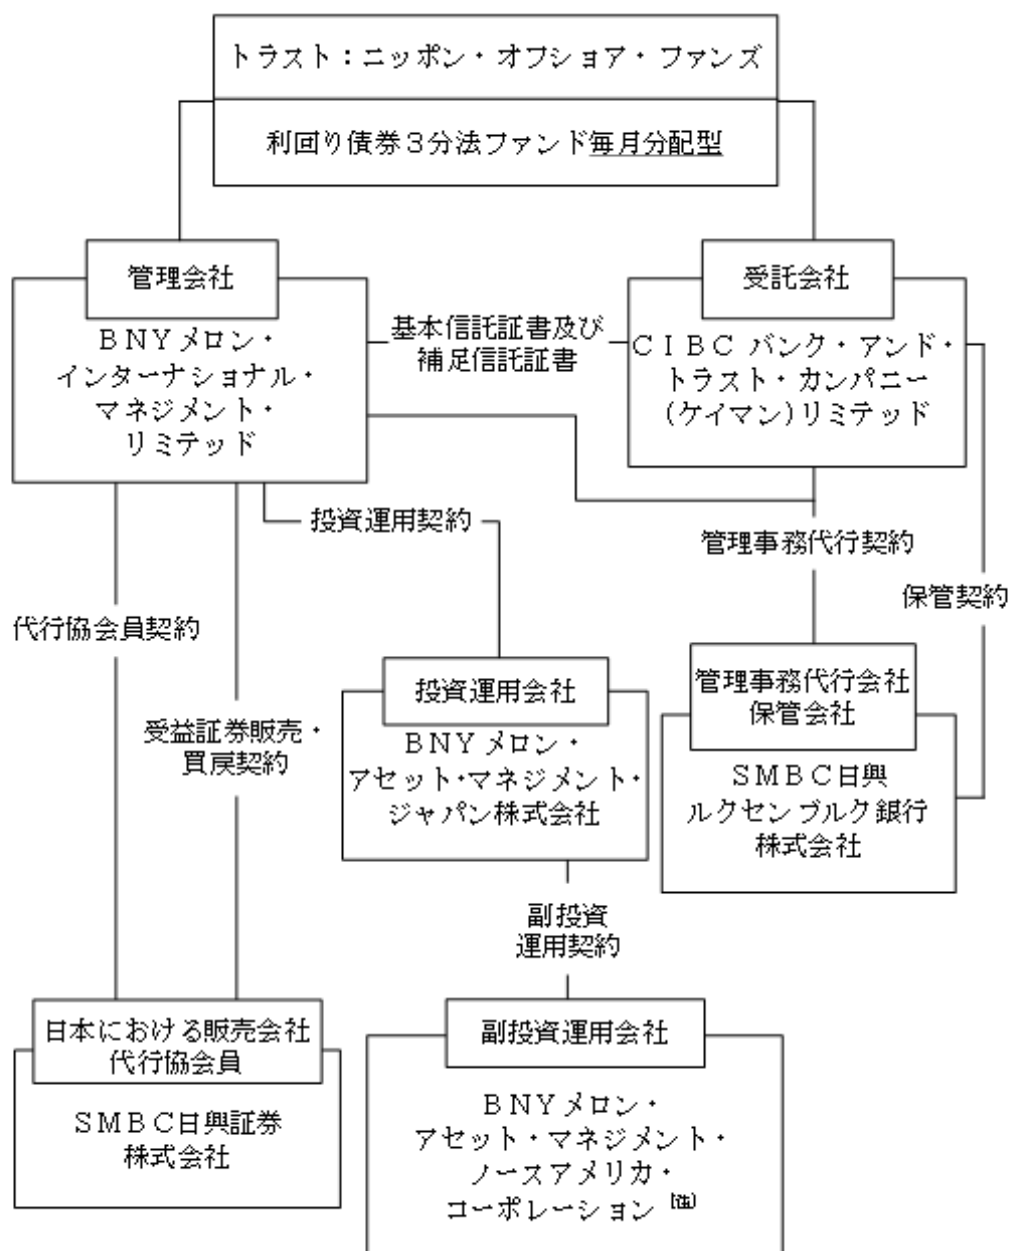 トラスト：ニッポン・オフショア・ファンズ
利回り債券３分法ファンド毎月分配型
管理会社
ＢＮＹメロン・
インターナショナル・
マネジメント・
リミテッド
基本信託証書及び
補足信託証書
受託会社
ＣＩＢＣ バンク・アンド・
トラスト・カンパニー
(ケイマン)リミテッド
投資運用契約
管理事務代行契約
保管契約
代行協会員契約
受益証券販売・
買戻契約
投資運用会社
ＢＮＹメロン・
アセット・マネジメント・
ジャパン株式会社
管理事務代行会社
保管会社
ＳＭＢＣ日興
ルクセンブルク銀行
株式会社
副投資
運用契約
日本における販売会社
代行協会員
ＳＭＢＣ日興証券
株式会社
副投資運用会社
ＢＮＹメロン・
アセット・マネジメント・
ノースアメリカ・
コーポレーション